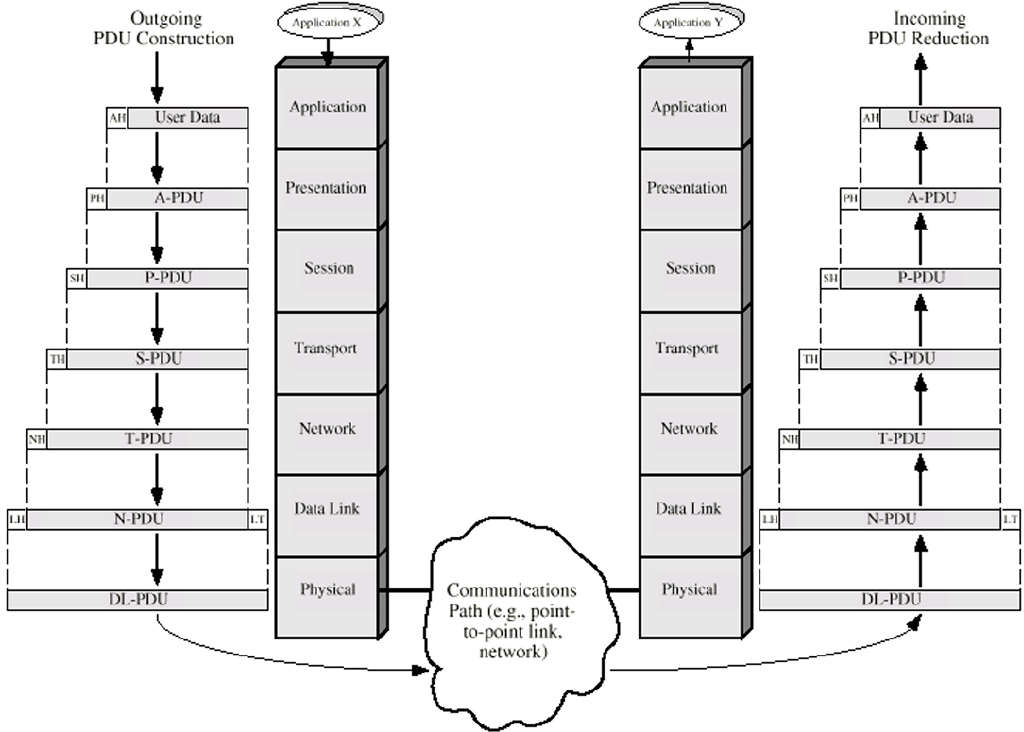 Outgoing
PDU Construction
Application X
Application Y
Incoming
PDU Reduction
AH User Data
Application
Application
AH User Data
PH A-PDU
Presentation
Presentation
PH A-PDU
SH P-PDU
Session
Session
SH P-PDU
TH S-PDU
Transport
Transport
TH S-PDU
NH T-PDU
Network
Network
NH T-PDU
LH N-PDU LT
Data Link
Data Link
LH N-PDU LT
DL-PDU
Physical
Communications
Path (e.g., point-
to-point link,
network)
Physical
DL-PDU